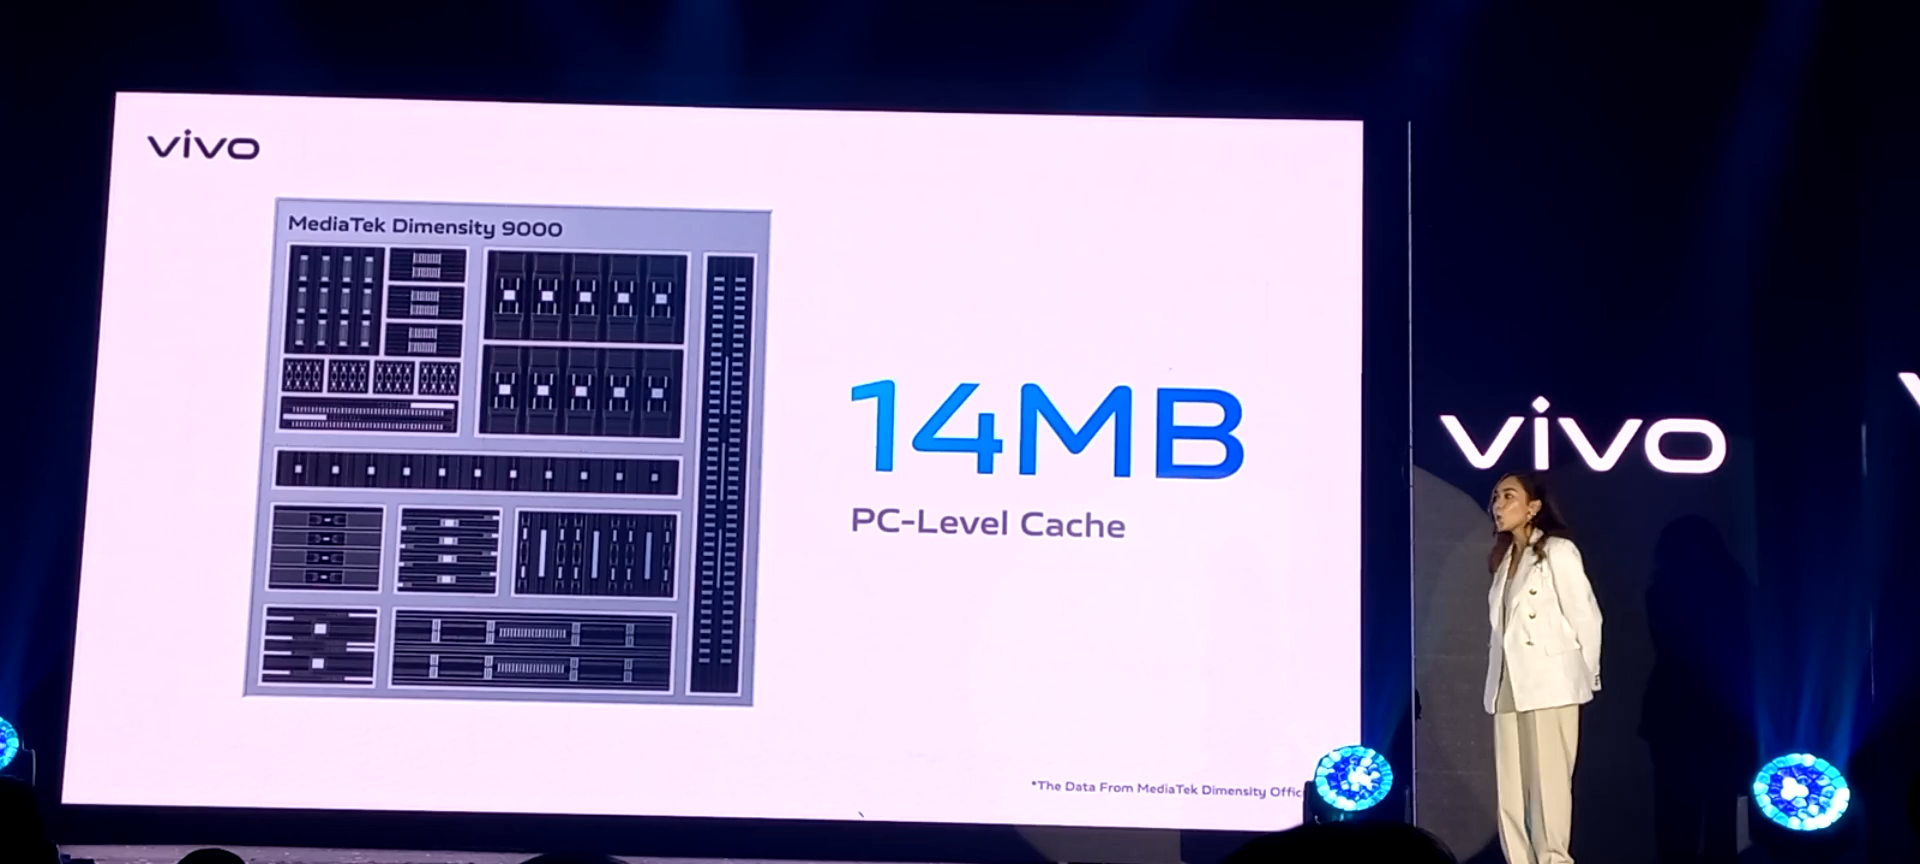 vivo
MediaTek Dimensity 9000
14MB
PC-Level Cache
*The Data From MediaTek Dimensity
vivo